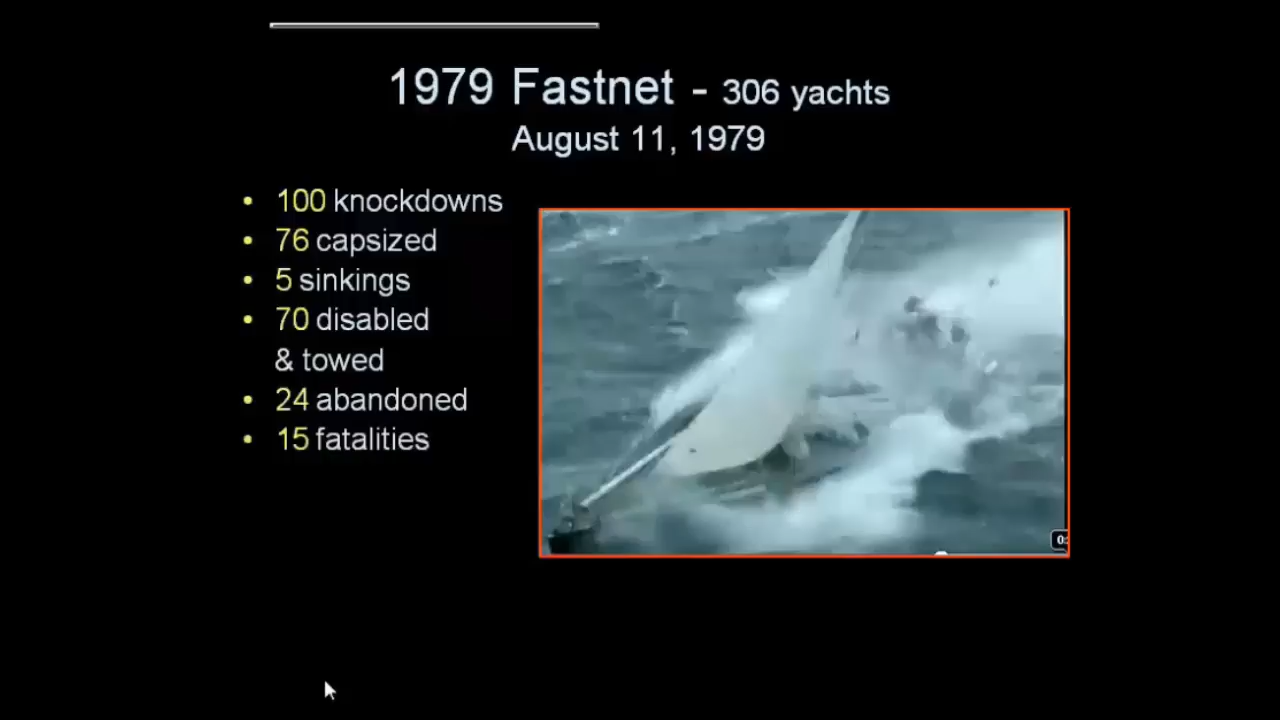 1979 Fastnet - 306 yachts
August 11, 1979
• 100 knockdowns
• 76 capsized
• 5 sinkings
• 70 disabled
& towed
• 24 abandoned
• 15 fatalities